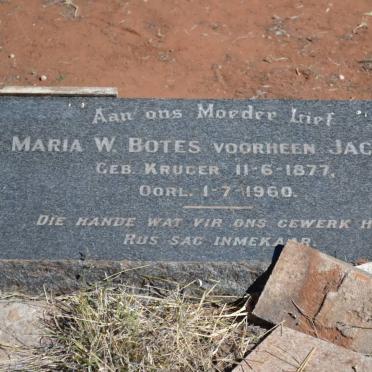 Aan ons Moeder Lief
MARIA W. BOTES VOORHEEN JAC
GEB. KRUGER 11-6-1877,
OORL. 1-7-1960.
DIE HANDE WAT VIR ONS GEWERK H
RUS SAG INMEKAAR.